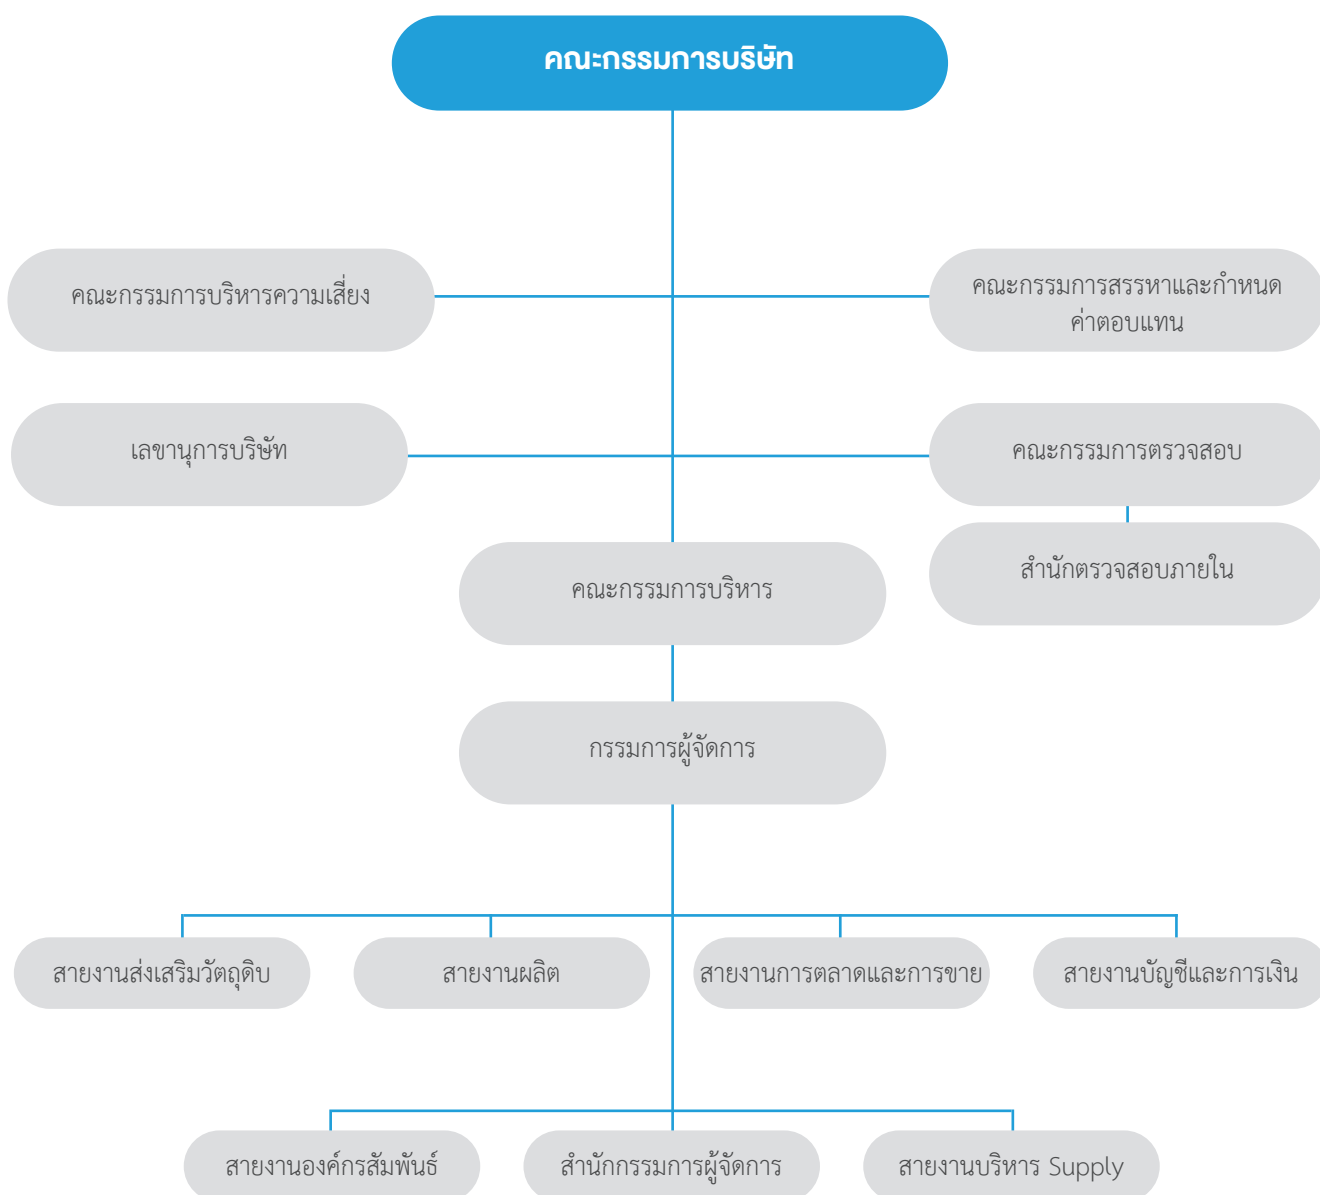 คณะกรรมการบริษัท
คณะกรรมการบริหารความเสี่ยง
คณะกรรมการสรรหาและกำหนด
ค่าตอบแทน
เลขานุการบริษัท
คณะกรรมการตรวจสอบ
สำนักตรวจสอบภายใน
คณะกรรมการบริหาร
กรรมการผู้จัดการ
สายงานส่งเสริมวัตถุดิบ
สายงานผลิต
สายงานการตลาดและการขาย
สายงานบัญชีและการเงิน
สายงานองค์กรสัมพันธ์
สำนักกรรมการผู้จัดการ
สายงานบริหาร Supply